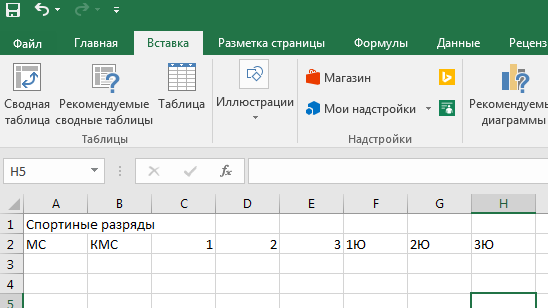 Файл Главная Вставка Разметка страницы Формулы Данные Реценз
Сводная таблица
Рекомендуемые сводные таблицы
Таблица
Таблицы
Иллюстрации
Магазин
Мои надстройки
Надстройки
Рекомендуемые диаграммы
H5 fx
A B C D E F G H
1 Спортиные разряды
2 МС КМС 1 2 3 1Ю 2Ю 3Ю
3
4
5